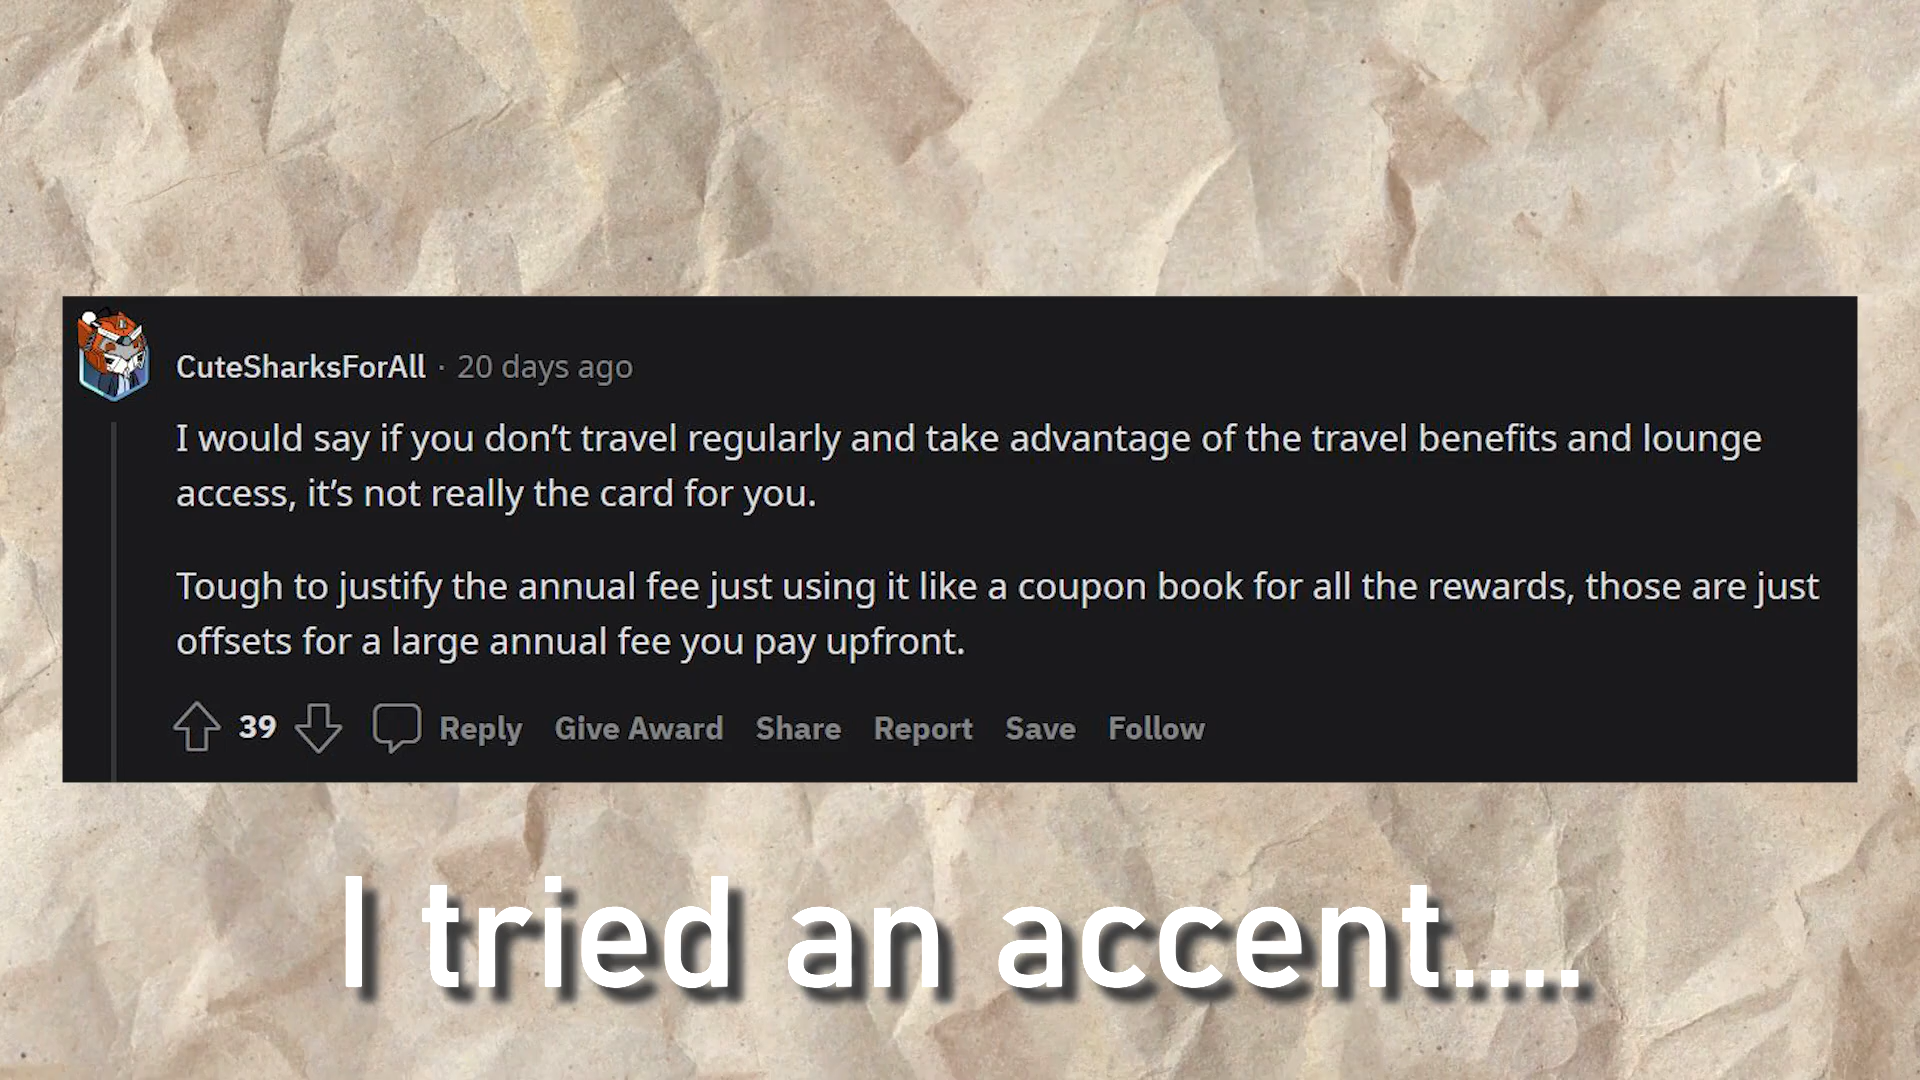 CuteSharksForAll · 20 days ago
I would say if you don’t travel regularly and take advantage of the travel benefits and lounge
access, it’s not really the card for you.
Tough to justify the annual fee just using it like a coupon book for all the rewards, those are just
offsets for a large annual fee you pay upfront.
39 Reply Give Award Share Report Save Follow
I tried an accent....